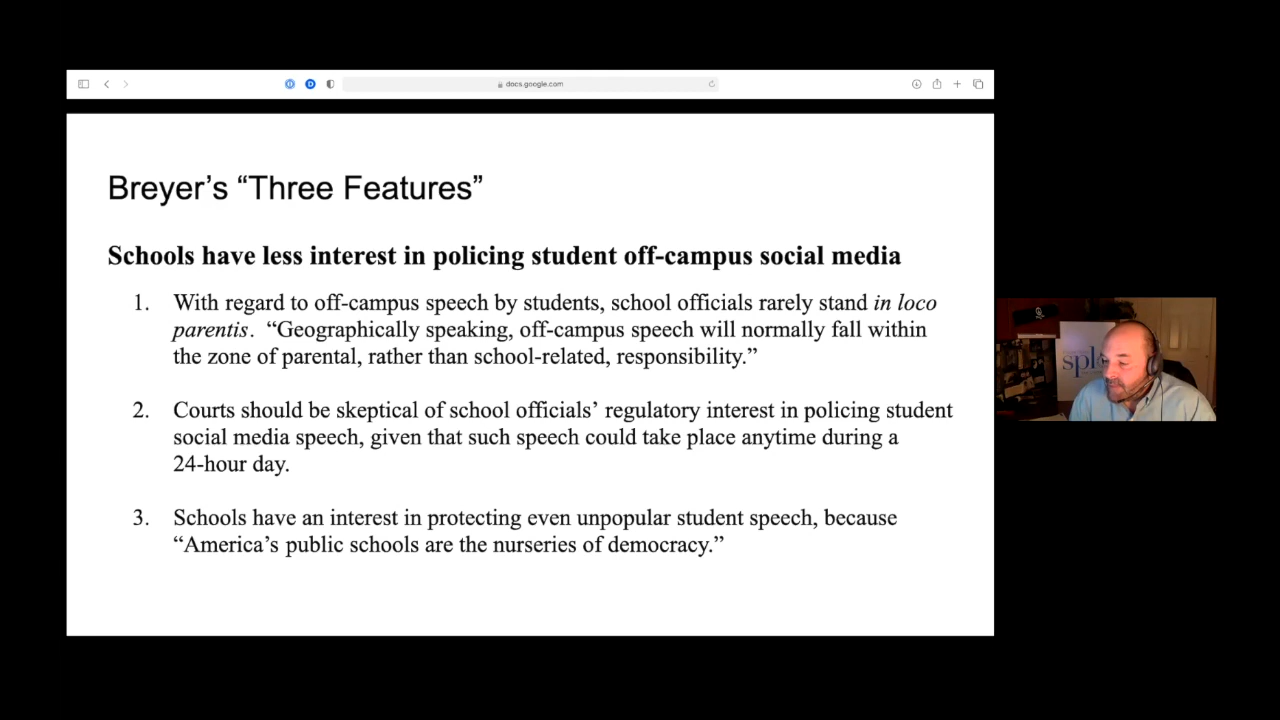 docs.google.com
Breyer’s “Three Features”
Schools have less interest in policing student off-campus social media
1. With regard to off-campus speech by students, school officials rarely stand in loco
parentis. “Geographically speaking, off-campus speech will normally fall within
the zone of parental, rather than school-related, responsibility.”
2. Courts should be skeptical of school officials’ regulatory interest in policing student
social media speech, given that such speech could take place anytime during a
24-hour day.
3. Schools have an interest in protecting even unpopular student speech, because
“America’s public schools are the nurseries of democracy.”